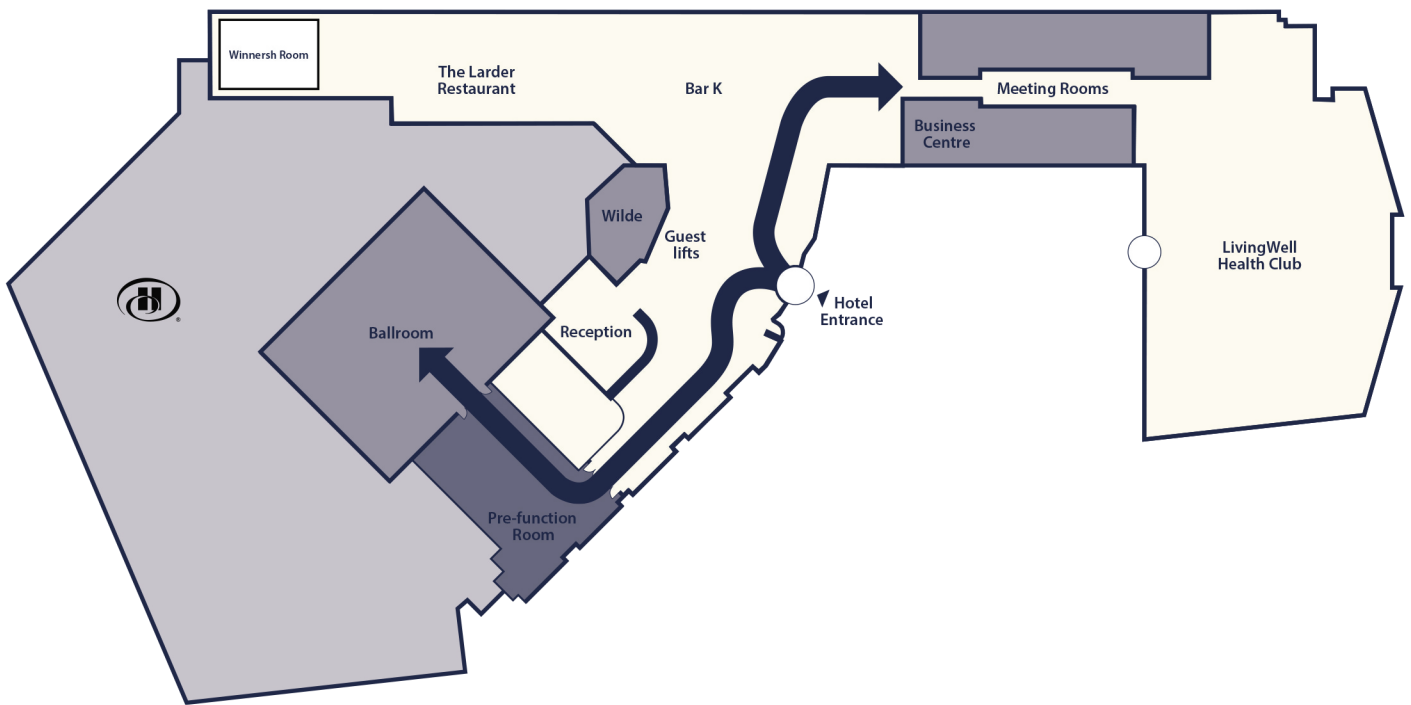 Winnersh Room
The Larder
Restaurant
Bar K
Meeting Rooms
Business
Centre
Wilde
Guest
lifts
LivingWell
Health Club
Hotel
Entrance
Reception
Ballroom
Pre-function
Room
H
®